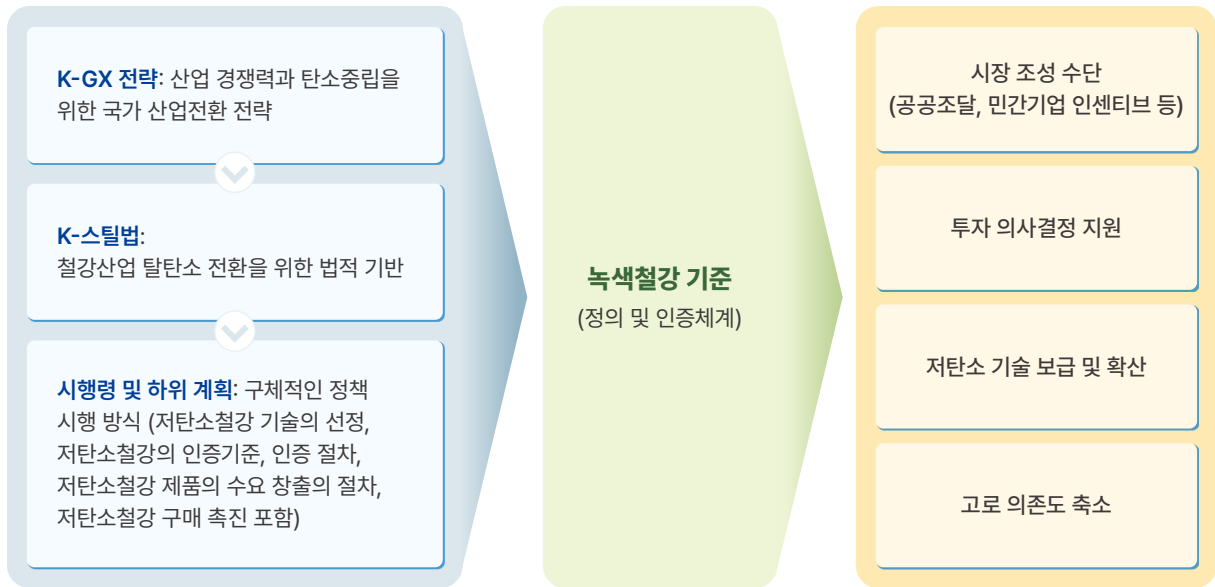 K-GX 전략: 산업 경쟁력과 탄소중립을
위한 국가 산업전환 전략
K-스틸법:
철강산업 탈탄소 전환을 위한 법적 기반
시행령 및 하위 계획: 구체적인 정책
시행 방식 (저탄소철강 기술의 선정,
저탄소철강의 인증기준, 인증 절차,
저탄소철강 제품의 수요 창출의 절차,
저탄소철강 구매 촉진 포함)
녹색철강 기준
(정의 및 인증체계)
시장 조성 수단
(공공조달, 민간기업 인센티브 등)
투자 의사결정 지원
저탄소 기술 보급 및 확산
고로 의존도 축소